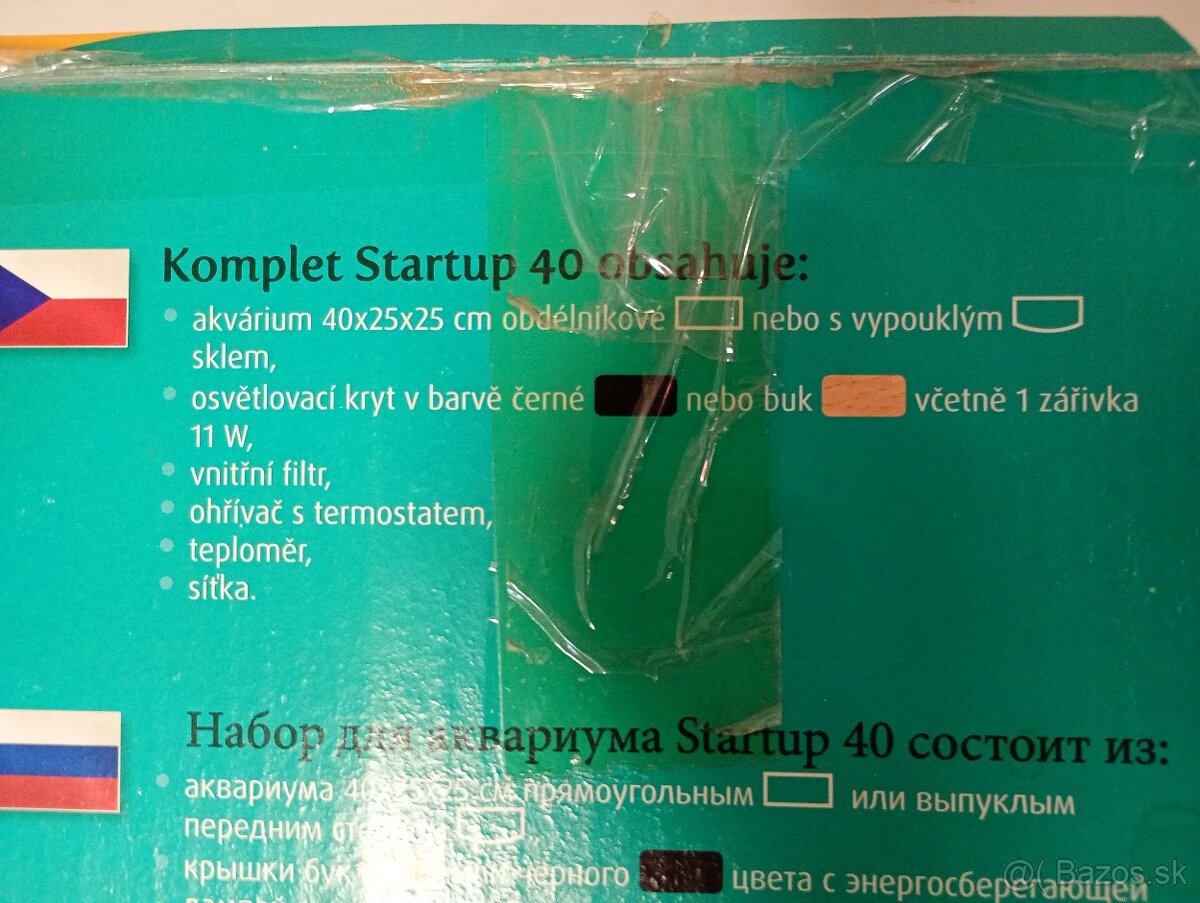 Komplet Startup 40 obsahuje:
akvárium 40x25x25 cm obdélnikové nebo s vypouklým
sklem,
osvětlovací kryt v barvě černé nebo buk včetně 1 zářivka
11 W,
vnitřní filtr,
ohřívač s termostatem,
teploměr,
síťka.
Набор для аквариума Startup 40 состоит из:
аквариума 40x25x25 см прямоугольным или выпуклым
передним
крышки черного цвета с энергосберегающей
@( Bazos.sk